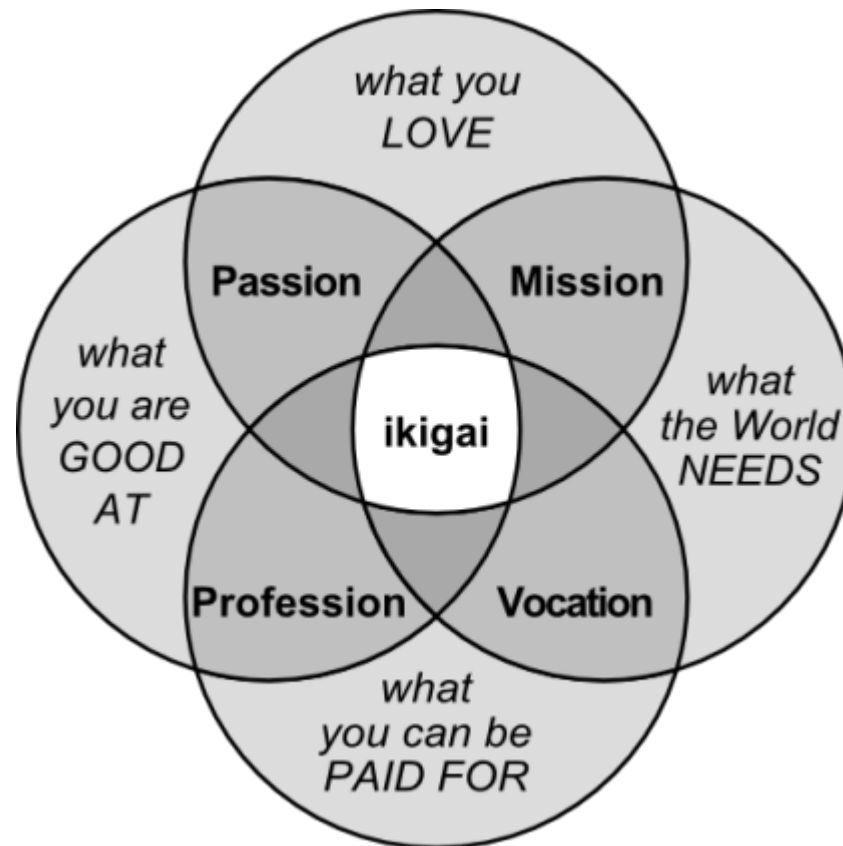 what you
LOVE
Passion
Mission
what
you are
GOOD
AT
ikigai
what
the World
NEEDS
Profession
Vocation
what
you can be
PAID FOR